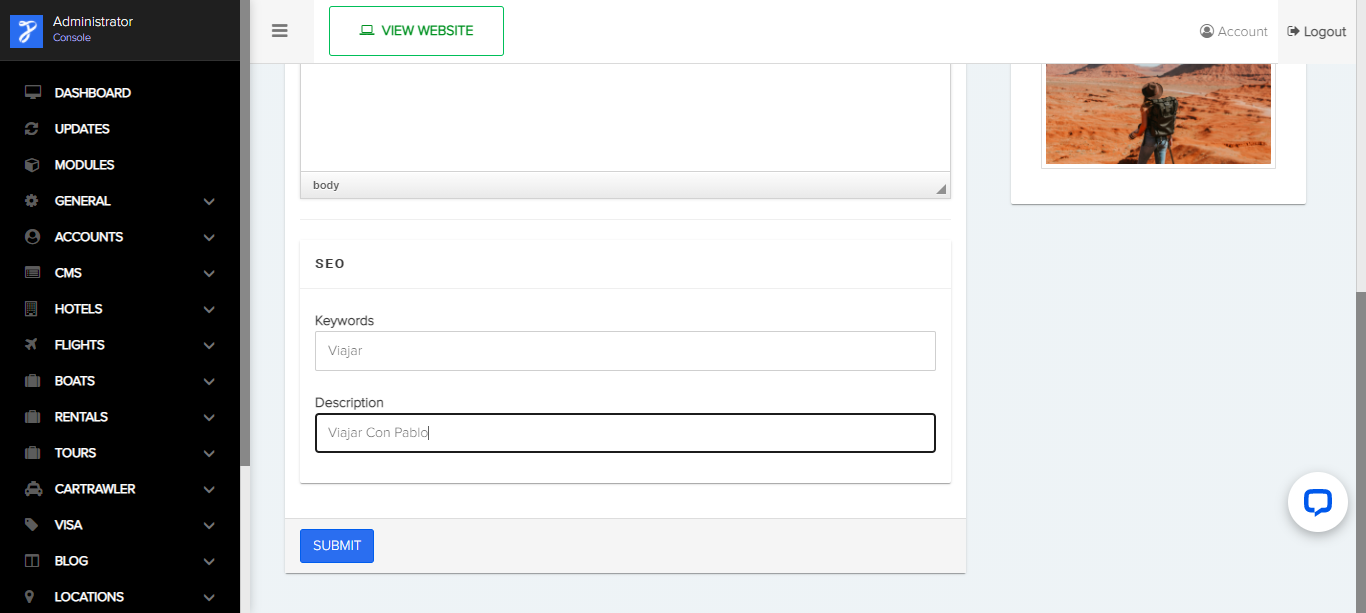 Administrator
Console
VIEW WEBSITE
Account
Logout
DASHBOARD
UPDATES
MODULES
GENERAL
ACCOUNTS
CMS
HOTELS
FLIGHTS
BOATS
RENTALS
TOURS
CARTRAWLER
VISA
BLOG
LOCATIONS
body
SEO
Keywords
Viajar
Description
Viajar Con Pablo
SUBMIT